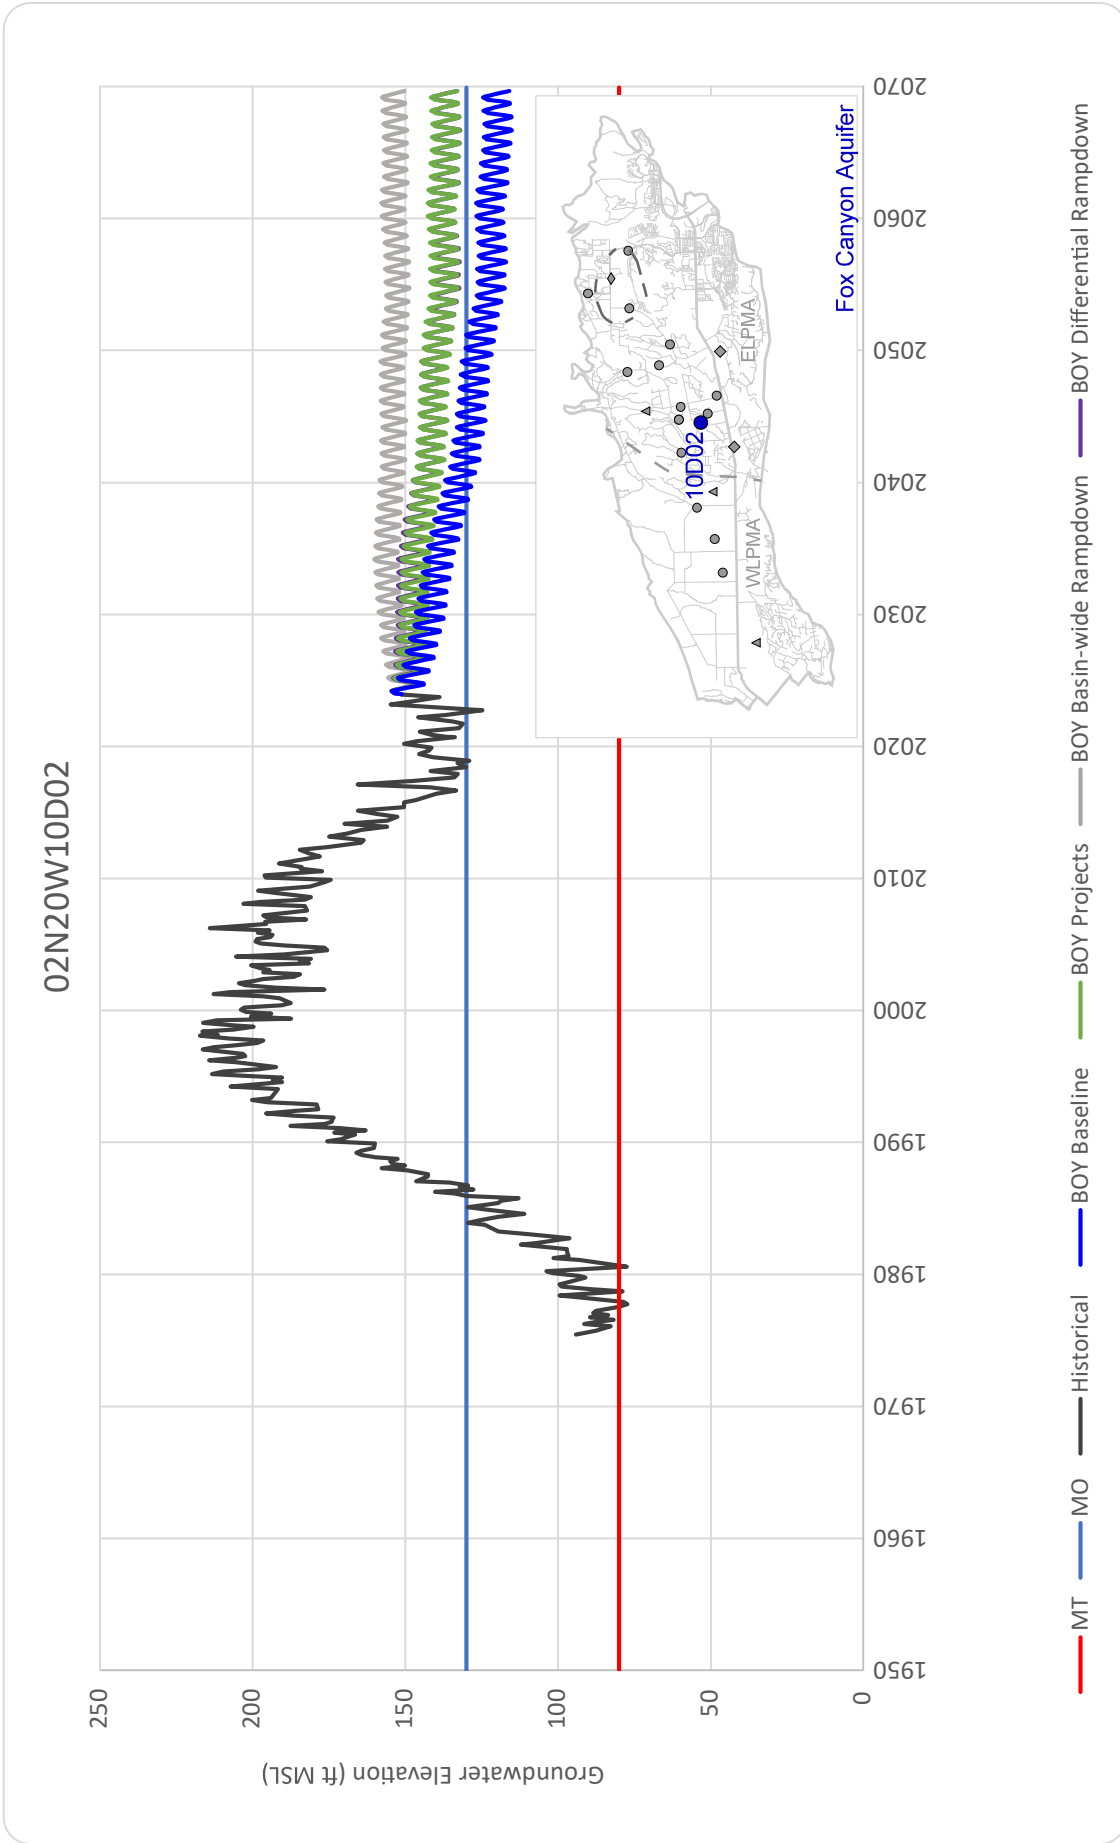 02N20W10D02
Groundwater Elevation (ft MSL)
250
200
150
100
50
0
1950
1960
1970
1980
1990
2000
2010
2020
2030
2040
2050
2060
2070
10D02
WLPMA
ELPMA
Fox Canyon Aquifer
MT
MO
Historical
BOY Baseline
BOY Projects
BOY Basin-wide Rampdown
BOY Differential Rampdown